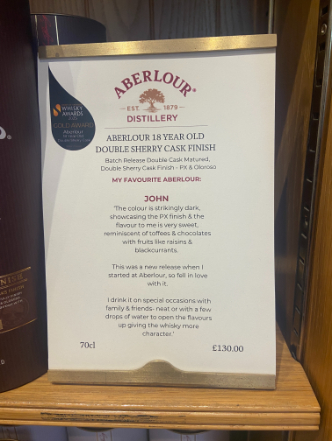 WHISKY
AWARDS
ABERLOUR
EST. 1879
DISTILLERY
ABERLOUR 18 YEAR OLD
DOUBLE SHERRY CASK FINISH
Batch Release Double Cask Matured,
Double Sherry Cask Finish - PX & Oloroso
MY FAVOURITE ABERLOUR:
JOHN
'The colour is strikingly dark,
showcasing the PX finish & the
flavour to me is very sweet,
reminiscent of toffees & chocolates
with fruits like raisins &
blackcurrants.
This was a new release when I
started at Aberlour, so fell in love
with it.
I drink it on special occasions with
family & friends- neat or with a few
drops of water to open the flavours
up giving the whisky more
character.'
70cl
£130.00